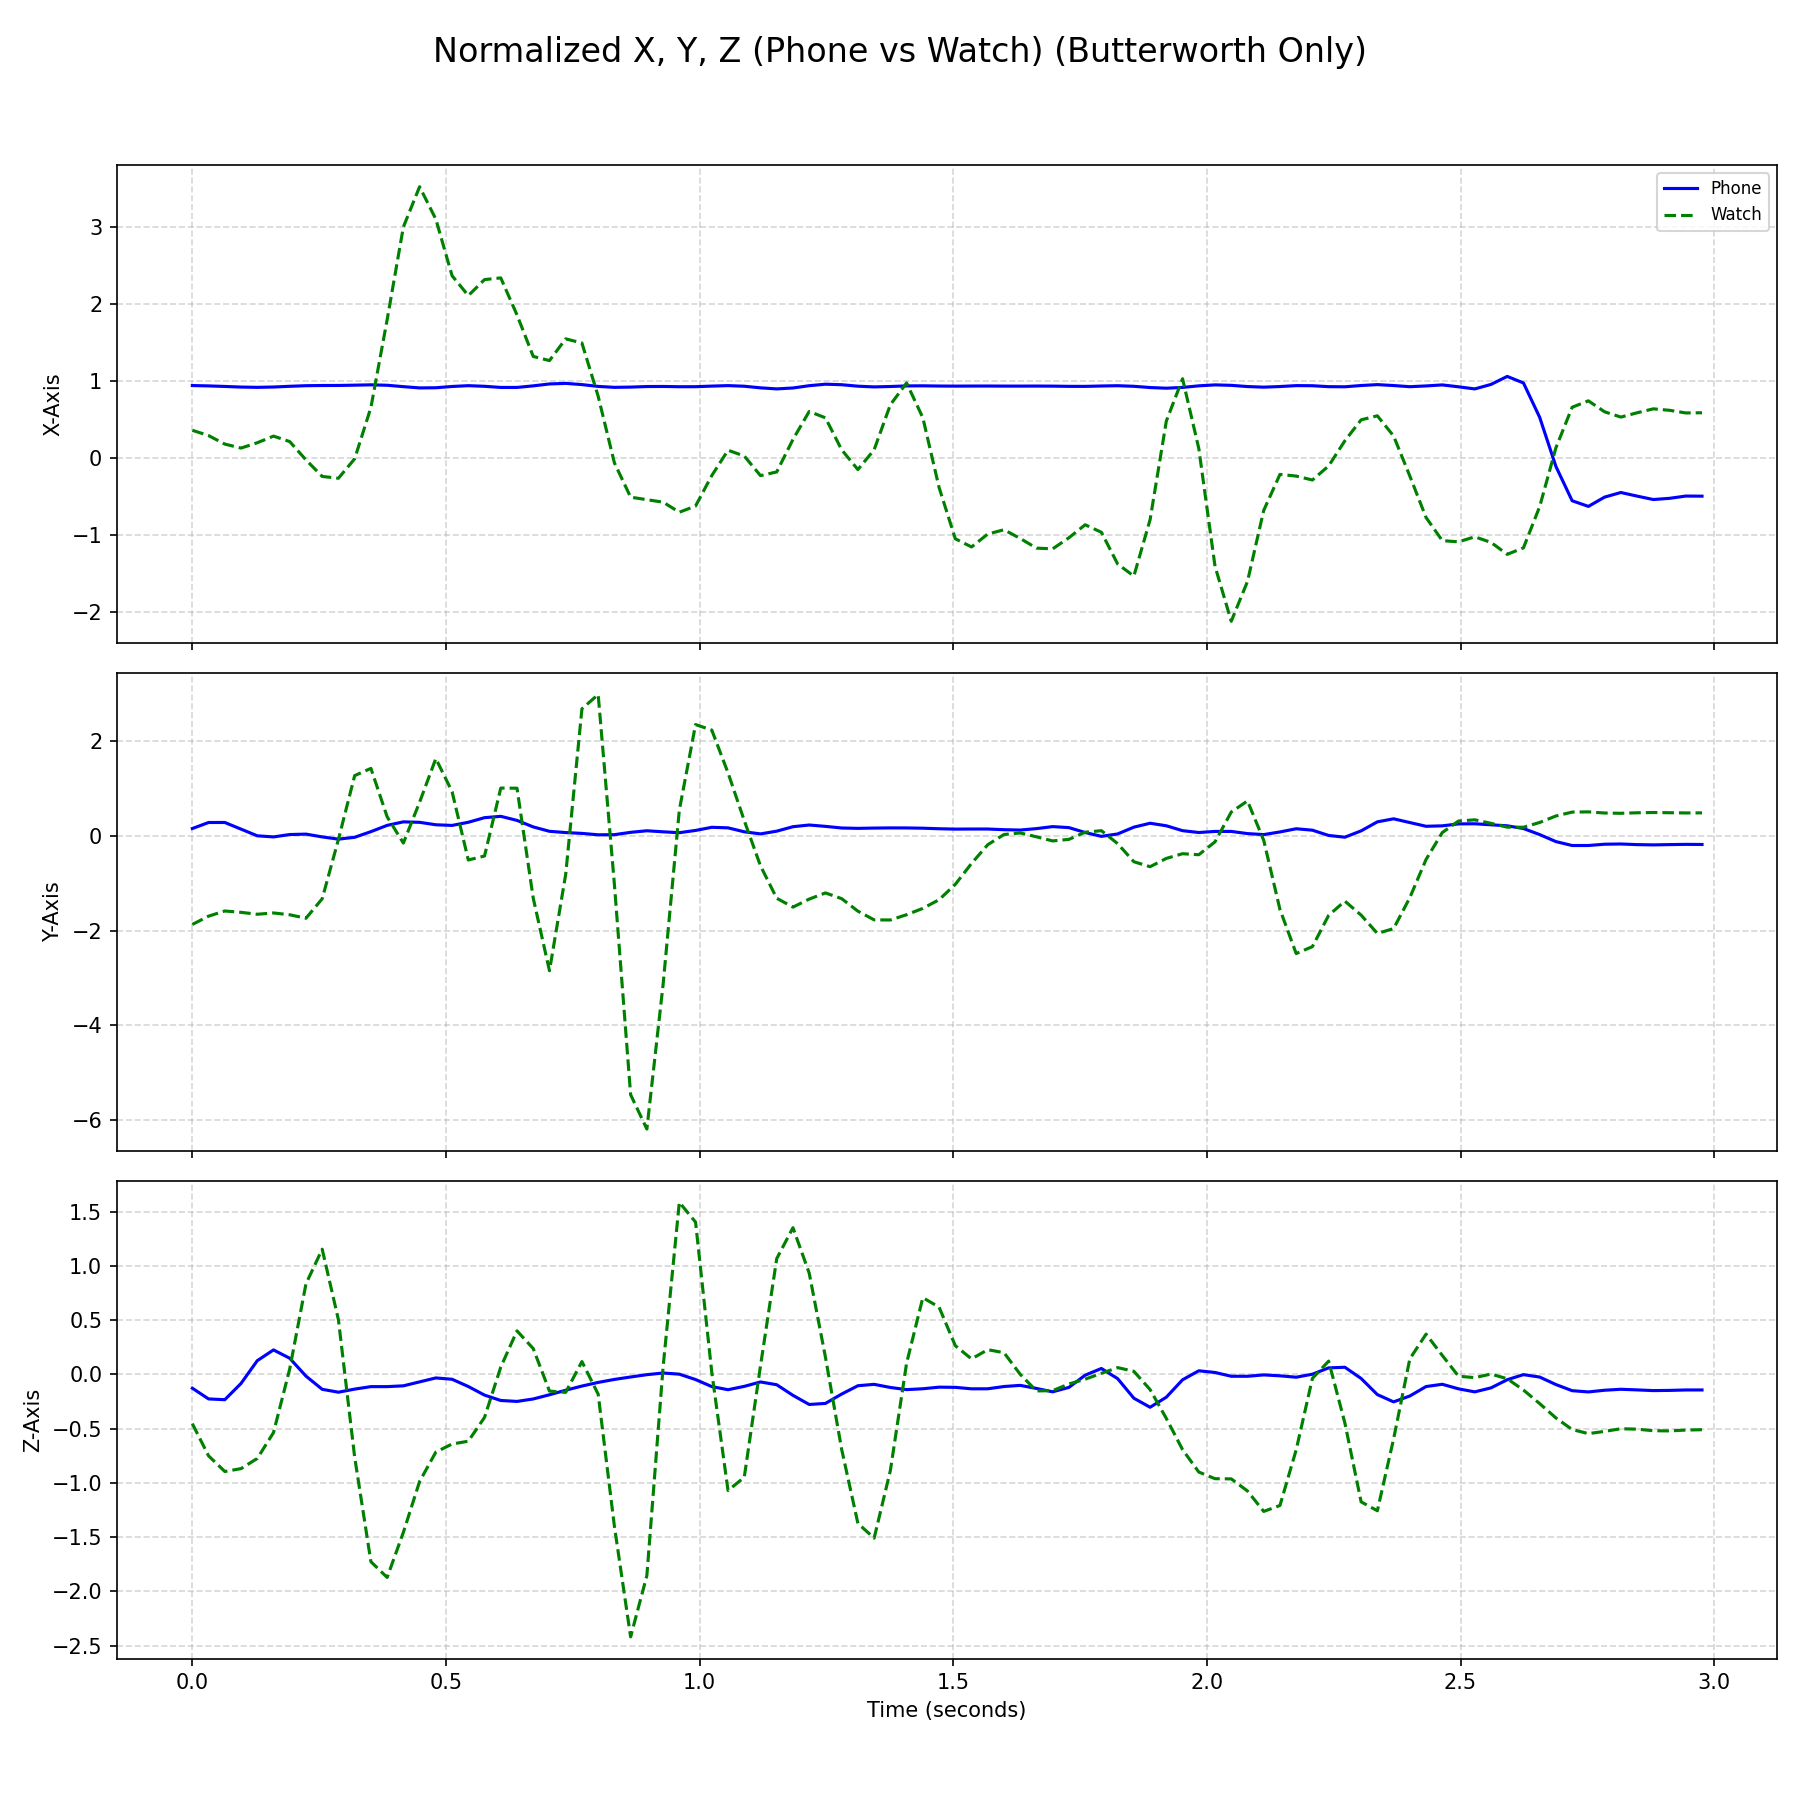 Normalized X, Y, Z (Phone vs Watch) (Butterworth Only)
Phone
Watch
X-Axis
3
2
1
0
−1
−2
Y-Axis
2
0
−2
−4
−6
Z-Axis
1.5
1.0
0.5
0.0
−0.5
−1.0
−1.5
−2.0
−2.5
0.0 0.5 1.0 1.5 2.0 2.5 3.0
Time (seconds)